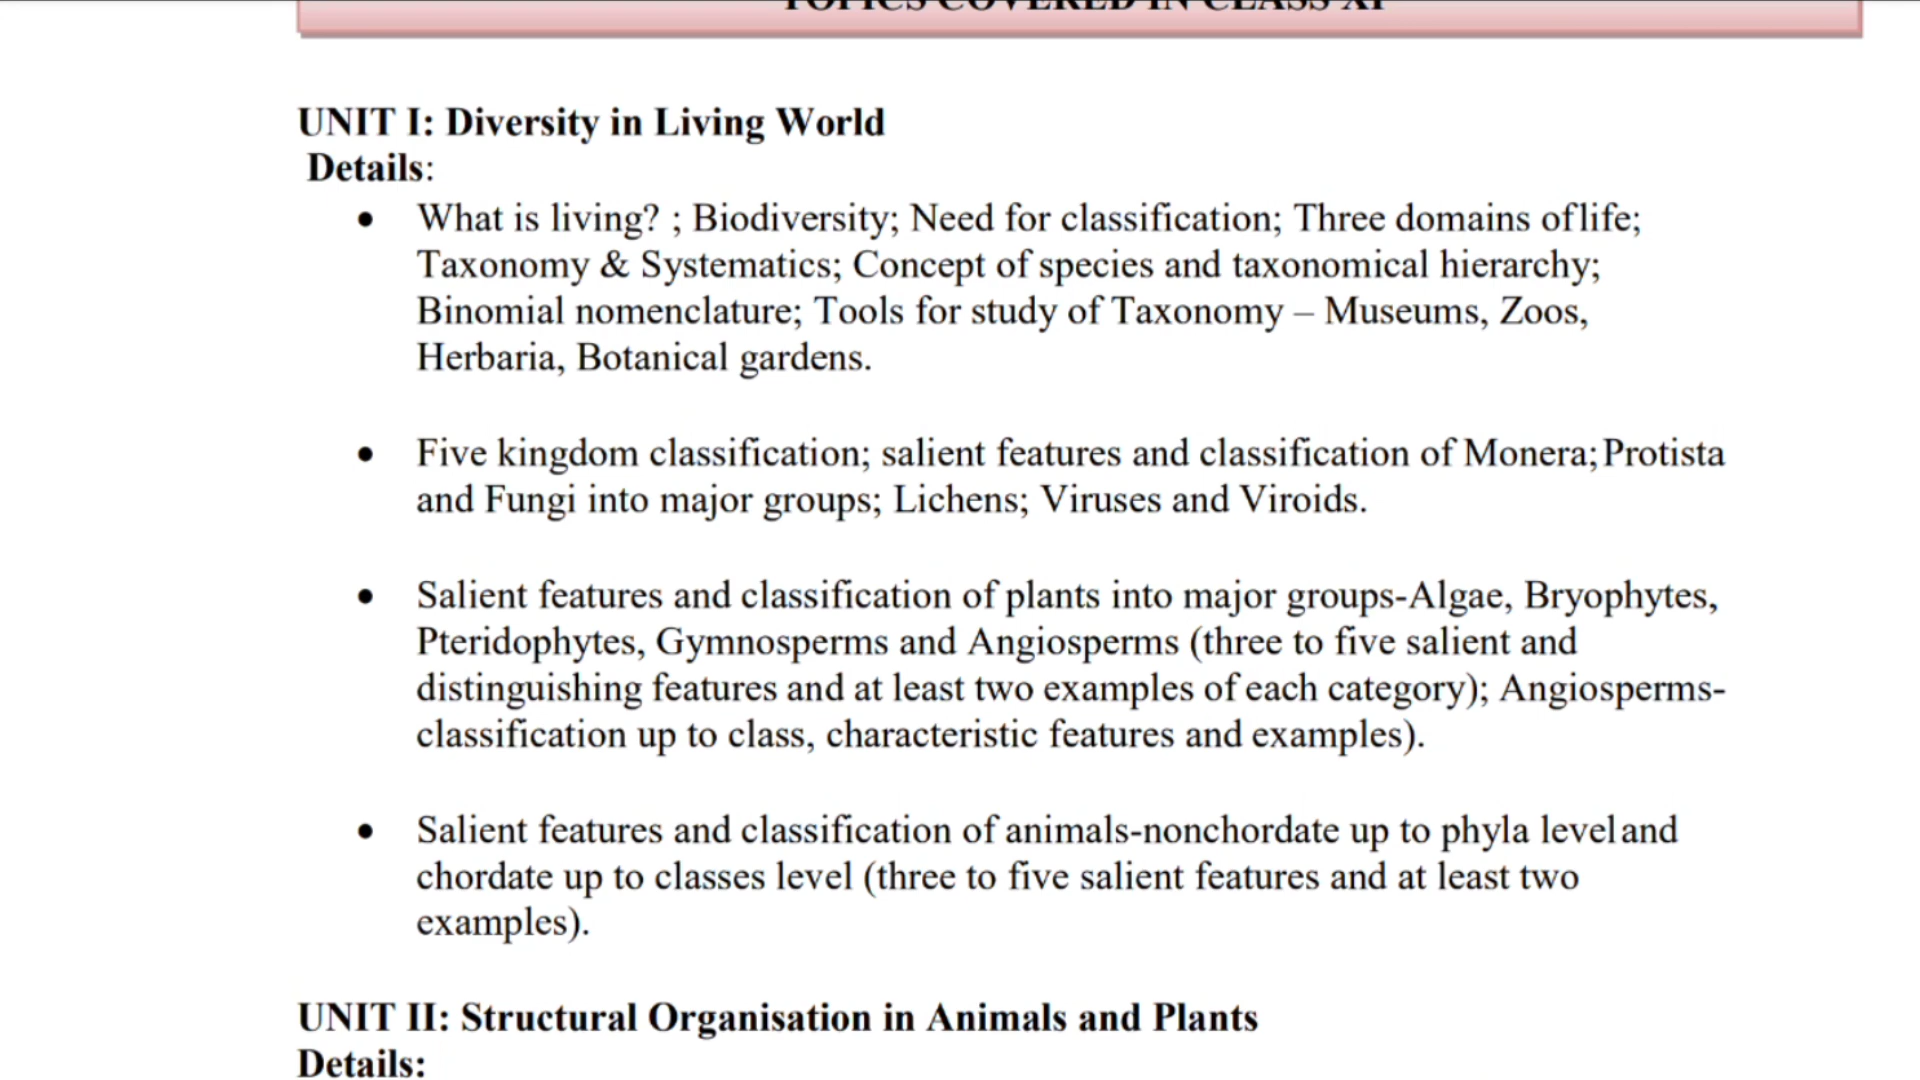 TOPICS COVERED IN CLASS XI
UNIT I: Diversity in Living World
Details:
• What is living? ; Biodiversity; Need for classification; Three domains of life;
Taxonomy & Systematics; Concept of species and taxonomical hierarchy;
Binomial nomenclature; Tools for study of Taxonomy – Museums, Zoos,
Herbaria, Botanical gardens.
• Five kingdom classification; salient features and classification of Monera; Protista
and Fungi into major groups; Lichens; Viruses and Viroids.
• Salient features and classification of plants into major groups-Algae, Bryophytes,
Pteridophytes, Gymnosperms and Angiosperms (three to five salient and
distinguishing features and at least two examples of each category); Angiosperms-
classification up to class, characteristic features and examples).
• Salient features and classification of animals-nonchordate up to phyla level and
chordate up to classes level (three to five salient features and at least two
examples).
UNIT II: Structural Organisation in Animals and Plants
Details: